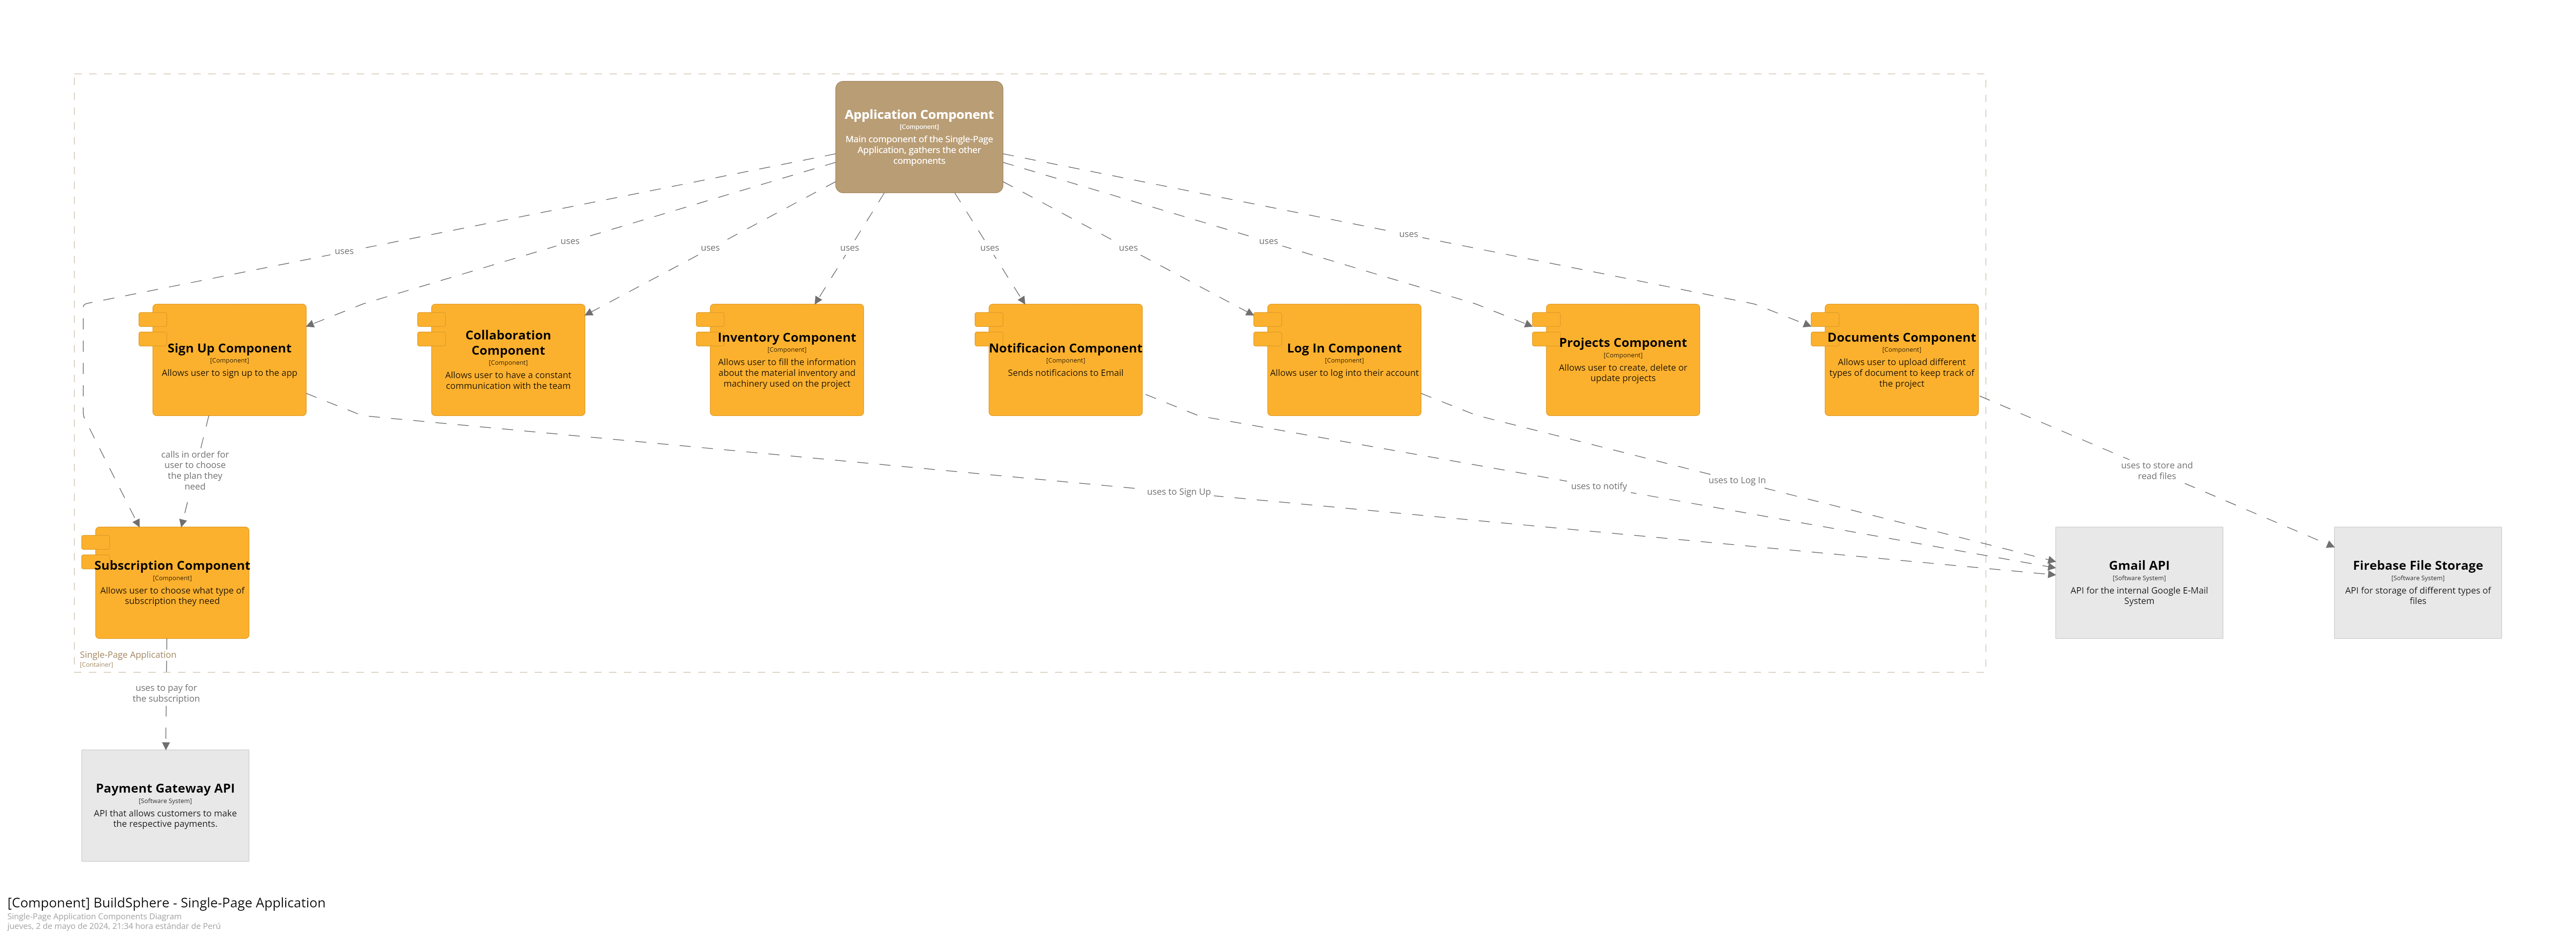 Application Component
[Component]
Main component of the Single-Page
Application, gathers the other
components
uses
uses
uses
uses
uses
uses
uses
uses
Sign Up Component
[Component]
Allows user to sign up to the app
Collaboration
Component
[Component]
Allows user to have a constant
communication with the team
Inventory Component
[Component]
Allows user to fill the information
about the material inventory and
machinery used on the project
Notificacion Component
[Component]
Sends notificacions to Email
Log In Component
[Component]
Allows user to log into their account
Projects Component
[Component]
Allows user to create, delete or
update projects
Documents Component
[Component]
Allows user to upload different
types of document to keep track of
the project
calls in order for
user to choose
the plan they
need
uses to Sign Up
uses to notify
uses to Log In
uses to store and
read files
Subscription Component
[Component]
Allows user to choose what type of
subscription they need
Gmail API
[Software System]
API for the internal Google E-Mail
System
Firebase File Storage
[Software System]
API for storage of different types of
files
Single-Page Application
[Container]
uses to pay for
the subscription
Payment Gateway API
[Software System]
API that allows customers to make
the respective payments.
[Component] BuildSphere - Single-Page Application
Single-Page Application Components Diagram
jueves, 2 de mayo de 2024, 21:34 hora estándar de Perú